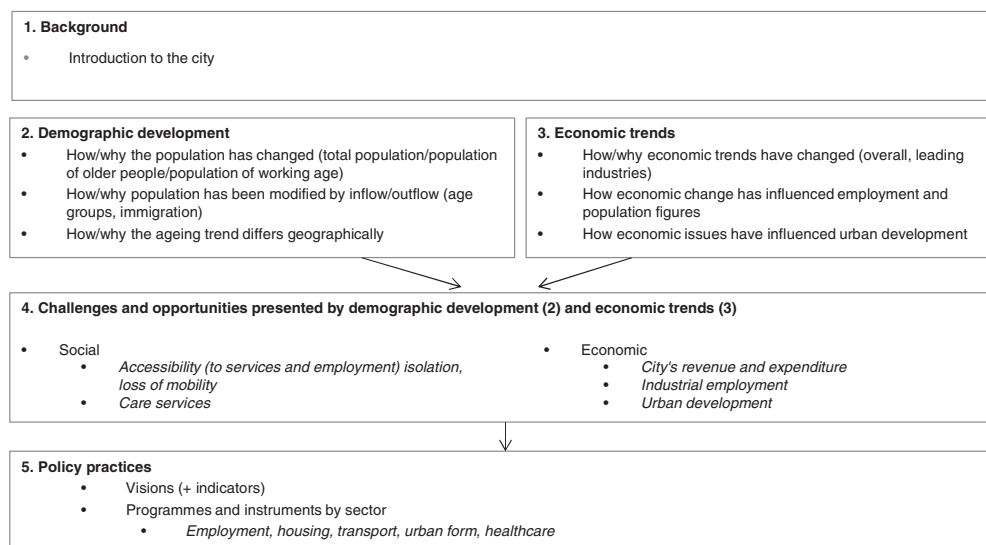 1. Background
• Introduction to the city
2. Demographic development
• How/why the population has changed (total population/population
of older people/population of working age)
• How/why population has been modified by inflow/outflow (age
groups, immigration)
• How/why the ageing trend differs geographically
3. Economic trends
• How/why economic trends have changed (overall, leading
industries)
• How economic change has influenced employment and
population figures
• How economic issues have influenced urban development
4. Challenges and opportunities presented by demographic development (2) and economic trends (3)
• Social
• Accessibility (to services and employment) isolation,
loss of mobility
• Care services
• Economic
• City's revenue and expenditure
• Industrial employment
• Urban development
5. Policy practices
• Visions (+ indicators)
• Programmes and instruments by sector
• Employment, housing, transport, urban form, healthcare